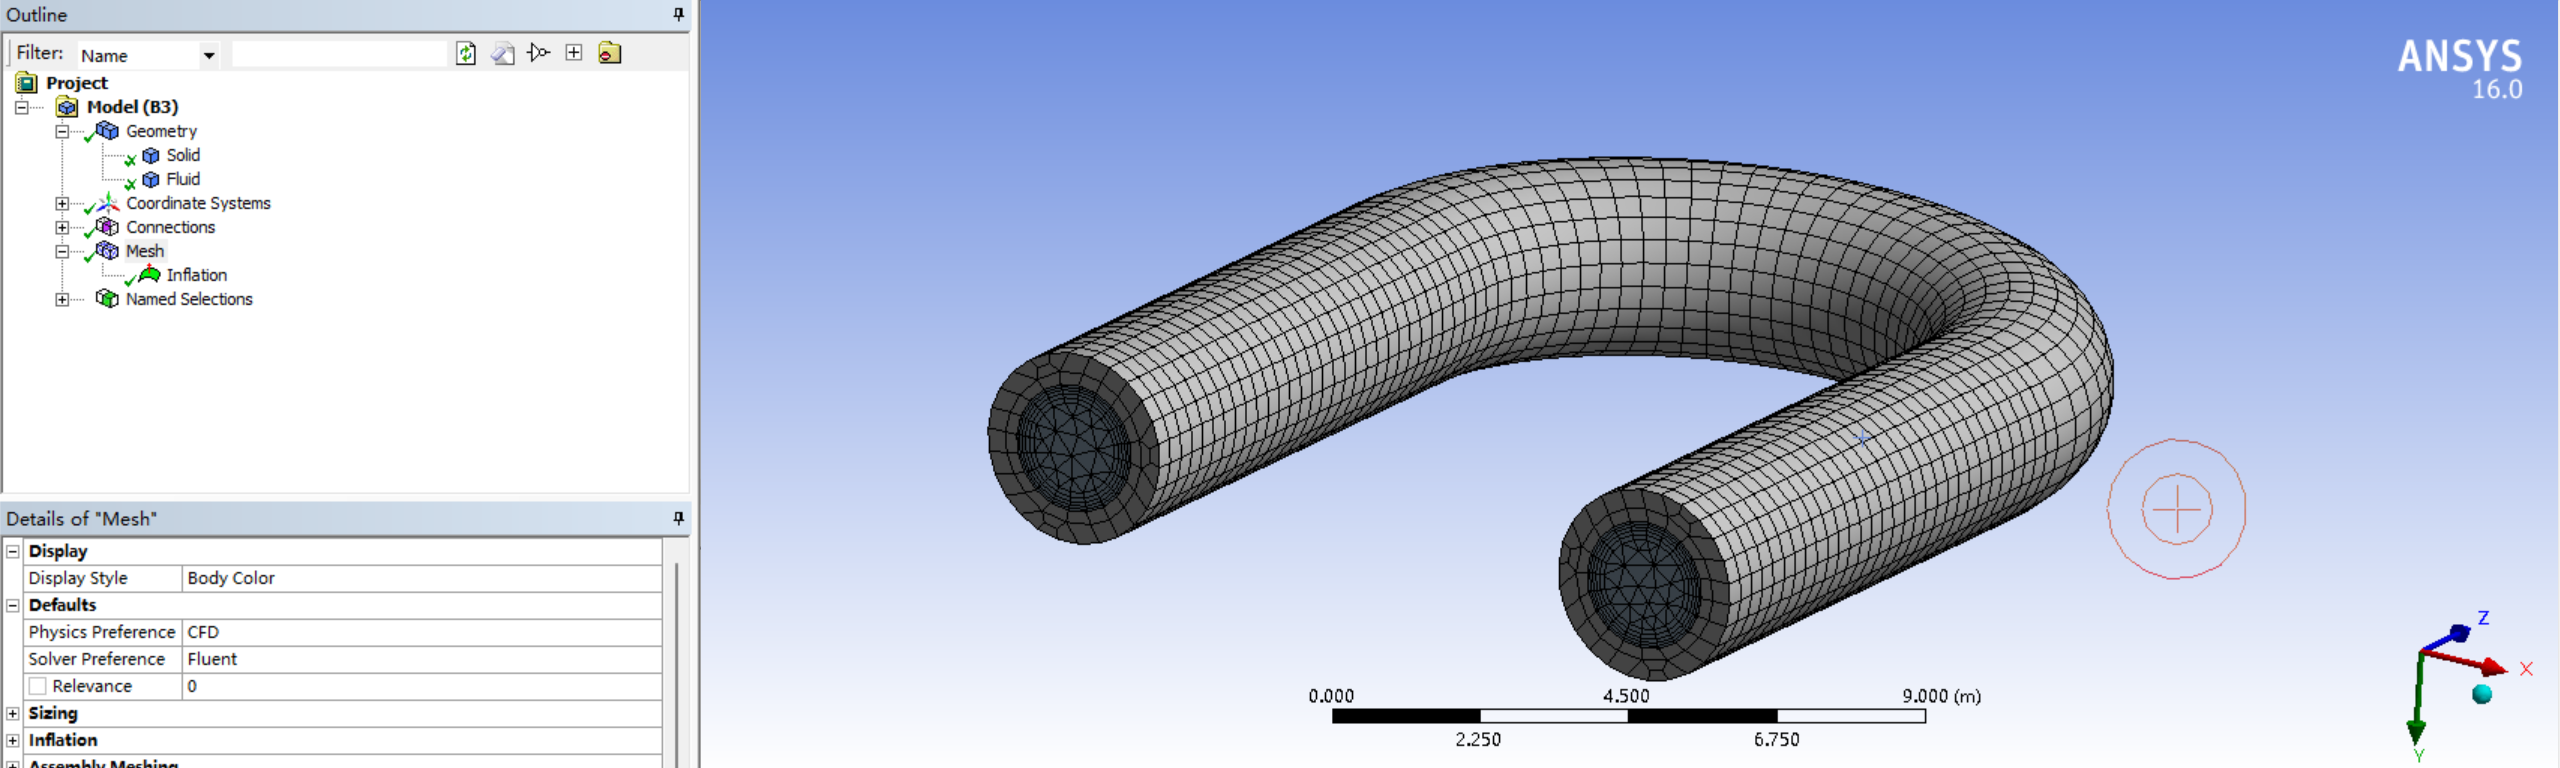 Outline
Filter: Name
Project
Model (B3)
Geometry
Solid
Fluid
Coordinate Systems
Connections
Mesh
Inflation
Named Selections
Details of "Mesh"
Display
Display Style Body Color
Defaults
Physics Preference CFD
Solver Preference Fluent
Relevance 0
Sizing
Inflation
Assembly Meshing
ANSYS
16.0
0.000 4.500 9.000 (m)
2.250 6.750
Z
X
Y